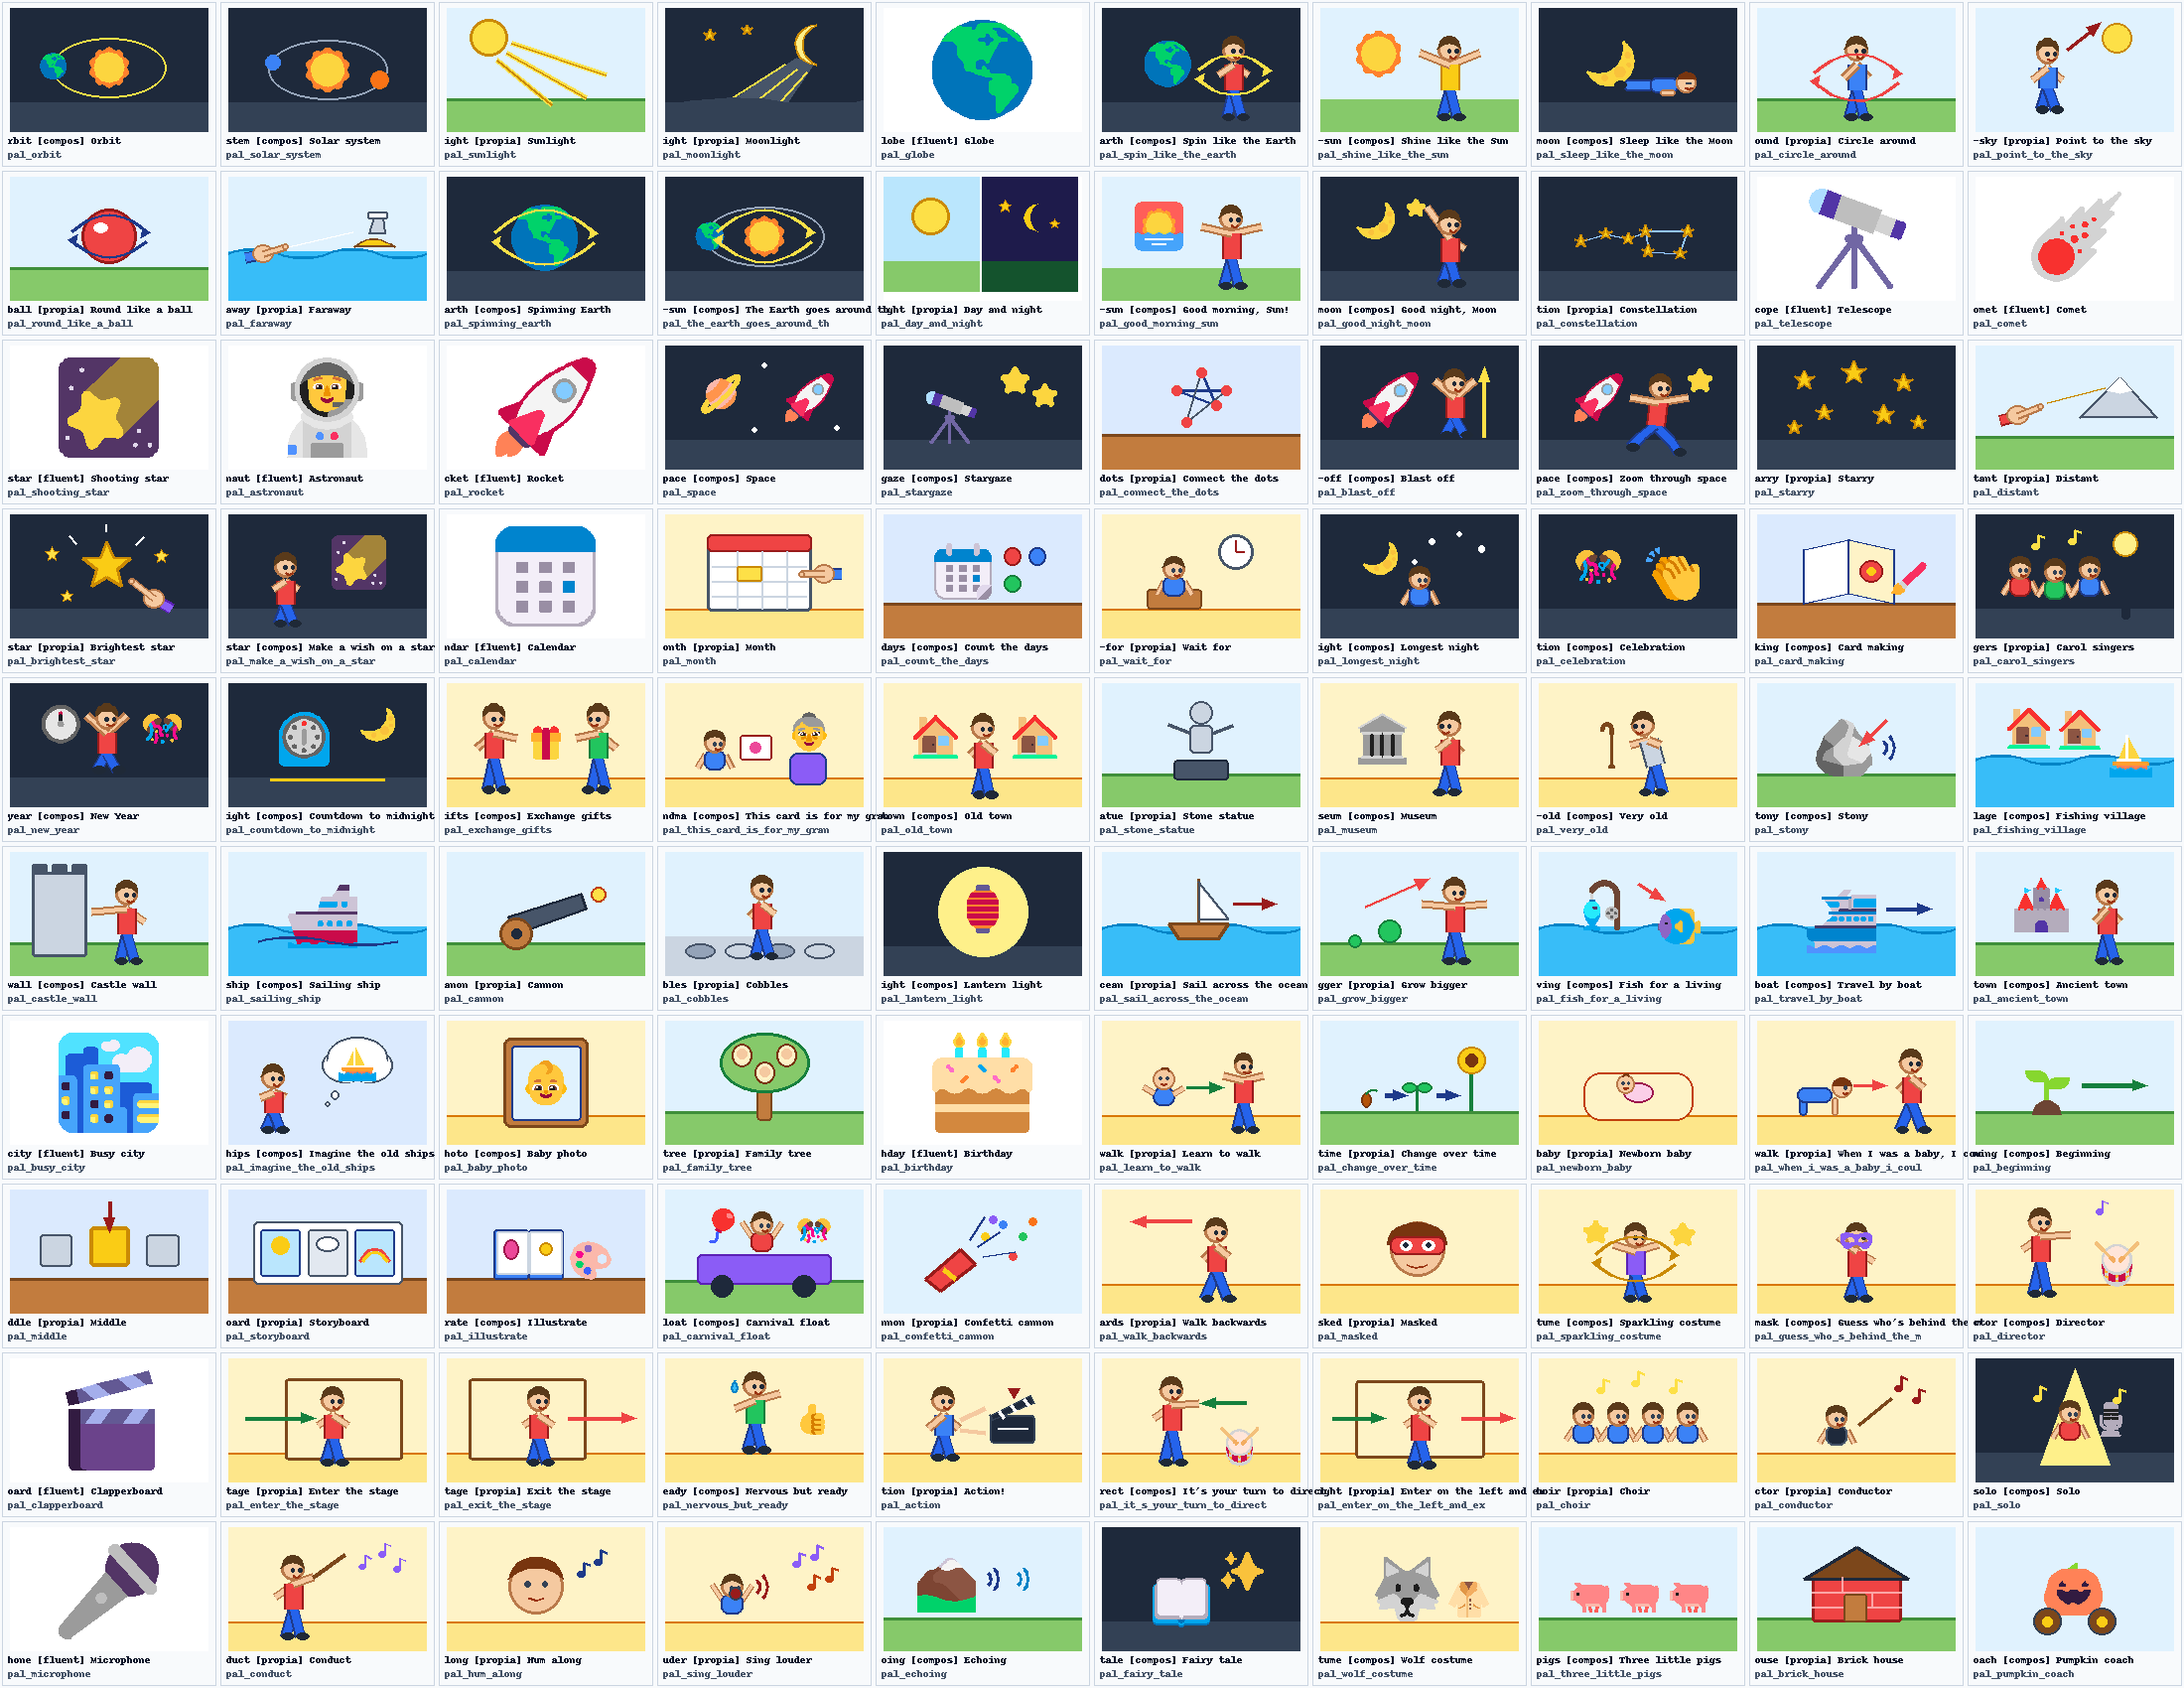 rbit [compos] Orbit
pal_orbit
stem [compos] Solar system
pal_solar_system
ight [propia] Sunlight
pal_sunlight
ight [propia] Moonlight
pal_moonlight
lobe [fluent] Globe
pal_globe
arth [compos] Spin like the Earth
pal_spin_like_the_earth
-sun [compos] Shine like the Sun
pal_shine_like_the_sun
moon [compos] Sleep like the Moon
pal_sleep_like_the_moon
ound [propia] Circle around
pal_circle_around
-sky [propia] Point to the sky
pal_point_to_the_sky
ball [propia] Round like a ball
pal_round_like_a_ball
away [propia] Faraway
pal_faraway
arth [compos] Spinning Earth
pal_spinning_earth
-sun [compos] The Earth goes around
pal_the_earth_goes_around_th
ight [propia] Day and night
pal_day_and_night
-sun [compos] Good morning, Sun!
pal_good_morning_sun
moon [compos] Good night, Moon
pal_good_night_moon
tion [propia] Constellation
pal_constellation
cope [fluent] Telescope
pal_telescope
omet [fluent] Comet
pal_comet
star [fluent] Shooting star
pal_shooting_star
naut [fluent] Astronaut
pal_astronaut
cket [fluent] Rocket
pal_rocket
pace [compos] Space
pal_space
gaze [compos] Stargaze
pal_stargaze
dots [propia] Connect the dots
pal_connect_the_dots
-off [compos] Blast off
pal_blast_off
pace [compos] Zoom through space
pal_zoom_through_space
arry [propia] Starry
pal_starry
tant [propia] Distant
pal_distant
star [propia] Brightest star
pal_brightest_star
star [compos] Make a wish on a star
pal_make_a_wish_on_a_star
ndar [fluent] Calendar
pal_calendar
onth [propia] Month
pal_month
days [compos] Count the days
pal_count_the_days
-for [propia] Wait for
pal_wait_for
ight [compos] Longest night
pal_longest_night
tion [compos] Celebration
pal_celebration
king [compos] Card making
pal_card_making
gers [propia] Carol singers
pal_carol_singers
year [compos] New Year
pal_new_year
ight [compos] Countdown to midnight
pal_countdown_to_midnight
ifts [compos] Exchange gifts
pal_exchange_gifts
ndma [compos] This card is for my gran
pal_this_card_is_for_my_gran
town [compos] Old town
pal_old_town
atue [propia] Stone statue
pal_stone_statue
seum [compos] Museum
pal_museum
-old [compos] Very old
pal_very_old
tony [compos] Stony
pal_stony
lage [compos] Fishing village
pal_fishing_village
wall [compos] Castle wall
pal_castle_wall
ship [compos] Sailing ship
pal_sailing_ship
nnon [propia] Cannon
pal_cannon
bles [propia] Cobbles
pal_cobbles
ight [compos] Lantern light
pal_lantern_light
cean [propia] Sail across the ocean
pal_sail_across_the_ocean
gger [propia] Grow bigger
pal_grow_bigger
ving [compos] Fish for a living
pal_fish_for_a_living
boat [compos] Travel by boat
pal_travel_by_boat
town [compos] Ancient town
pal_ancient_town
city [fluent] Busy city
pal_busy_city
hips [compos] Imagine the old ships
pal_imagine_the_old_ships
hoto [compos] Baby photo
pal_baby_photo
tree [propia] Family tree
pal_family_tree
hday [fluent] Birthday
pal_birthday
walk [propia] Learn to walk
pal_learn_to_walk
time [propia] Change over time
pal_change_over_time
baby [propia] Newborn baby
pal_newborn_baby
walk [propia] When I was a baby, I cou
pal_when_i_was_a_baby_i_coul
ning [compos] Beginning
pal_beginning
ddle [propia] Middle
pal_middle
oard [propia] Storyboard
pal_storyboard
rate [compos] Illustrate
pal_illustrate
loat [compos] Carnival float
pal_carnival_float
nnon [propia] Confetti cannon
pal_confetti_cannon
ards [propia] Walk backwards
pal_walk_backwards
sked [propia] Masked
pal_masked
tume [compos] Sparkling costume
pal_sparkling_costume
mask [compos] Guess who's behind the
pal_guess_who_s_behind_the_m
ctor [compos] Director
pal_director
oard [fluent] Clapperboard
pal_clapperboard
tage [propia] Enter the stage
pal_enter_the_stage
tage [propia] Exit the stage
pal_exit_the_stage
eady [compos] Nervous but ready
pal_nervous_but_ready
tion [propia] Action!
pal_action
rect [compos] It's your turn to direc
pal_it_s_your_turn_to_direct
ight [propia] Enter on the left and
pal_enter_on_the_left_and_ex
hoir [propia] Choir
pal_choir
ctor [propia] Conductor
pal_conductor
solo [compos] Solo
pal_solo
hone [fluent] Microphone
pal_microphone
duct [propia] Conduct
pal_conduct
long [propia] Hum along
pal_hum_along
uder [propia] Sing louder
pal_sing_louder
oing [compos] Echoing
pal_echoing
tale [compos] Fairy tale
pal_fairy_tale
tume [compos] Wolf costume
pal_wolf_costume
pigs [compos] Three little pigs
pal_three_little_pigs
ouse [propia] Brick house
pal_brick_house
oach [compos] Pumpkin coach
pal_pumpkin_coach